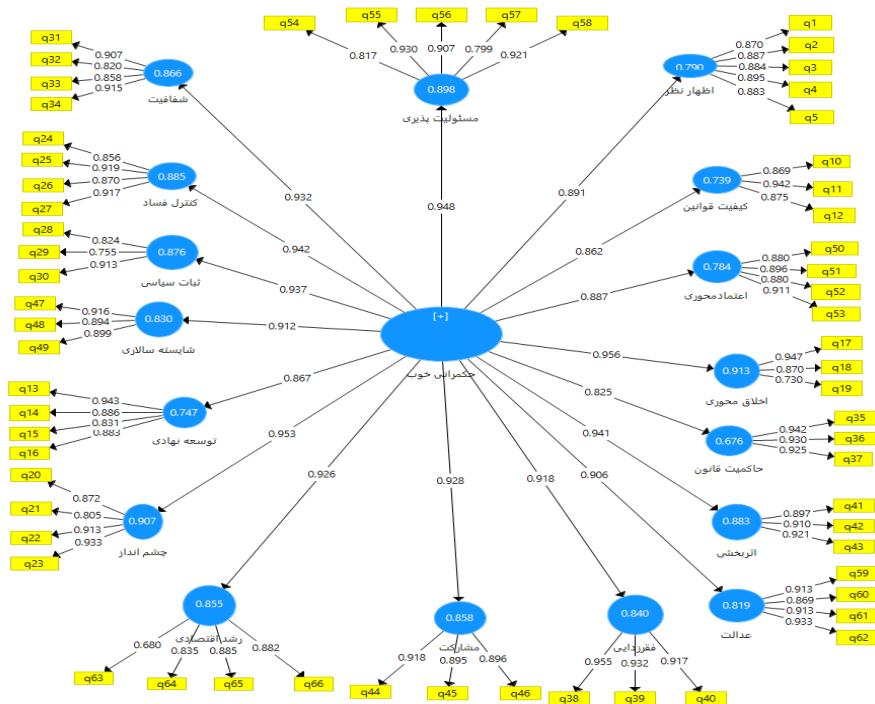 q31
q32
q33
q34
0.907
0.820
0.858
0.915
0.866
شفافیت
q54
q55
q56
q57
q58
0.817
0.930
0.907
0.799
0.921
0.898
مسئولیت پذیری
q1
q2
q3
q4
q5
0.870
0.887
0.884
0.895
0.883
0.790
اظهار نظر
q24
q25
q26
q27
0.856
0.919
0.870
0.917
0.885
کنترل فساد
q10
q11
q12
0.869
0.942
0.875
0.739
کیفیت قوانین
q28
q29
q30
0.824
0.755
0.913
0.876
ثبات سیاسی
q50
q51
q52
q53
0.880
0.896
0.880
0.911
0.784
اعتمادمحوری
q47
q48
q49
0.916
0.894
0.899
0.830
شایسته سالاری
[+]
حکمرانی خوب
0.932
0.942
0.937
0.912
0.867
0.953
0.926
0.928
0.918
0.906
0.941
0.825
0.956
0.887
0.862
0.891
0.948
q17
q18
q19
0.947
0.870
0.730
0.913
اخلاق محوری
q13
q14
q15
q16
0.943
0.886
0.831
0.883
0.747
توسعه نهادی
q35
q36
q37
0.942
0.930
0.925
0.676
حاکمیت قانون
q20
q21
q22
q23
0.872
0.805
0.913
0.933
0.907
چشم انداز
q41
q42
q43
0.897
0.910
0.921
0.883
اثربخشی
q59
q60
q61
q62
0.913
0.869
0.913
0.933
0.819
عدالت
0.855
رشد اقتصادی
0.680
0.835
0.885
0.882
q63
q64
q65
q66
0.858
مشارکت
0.918
0.895
0.896
q44
q45
q46
0.840
فقرزدایی
0.955
0.932
0.917
q38
q39
q40